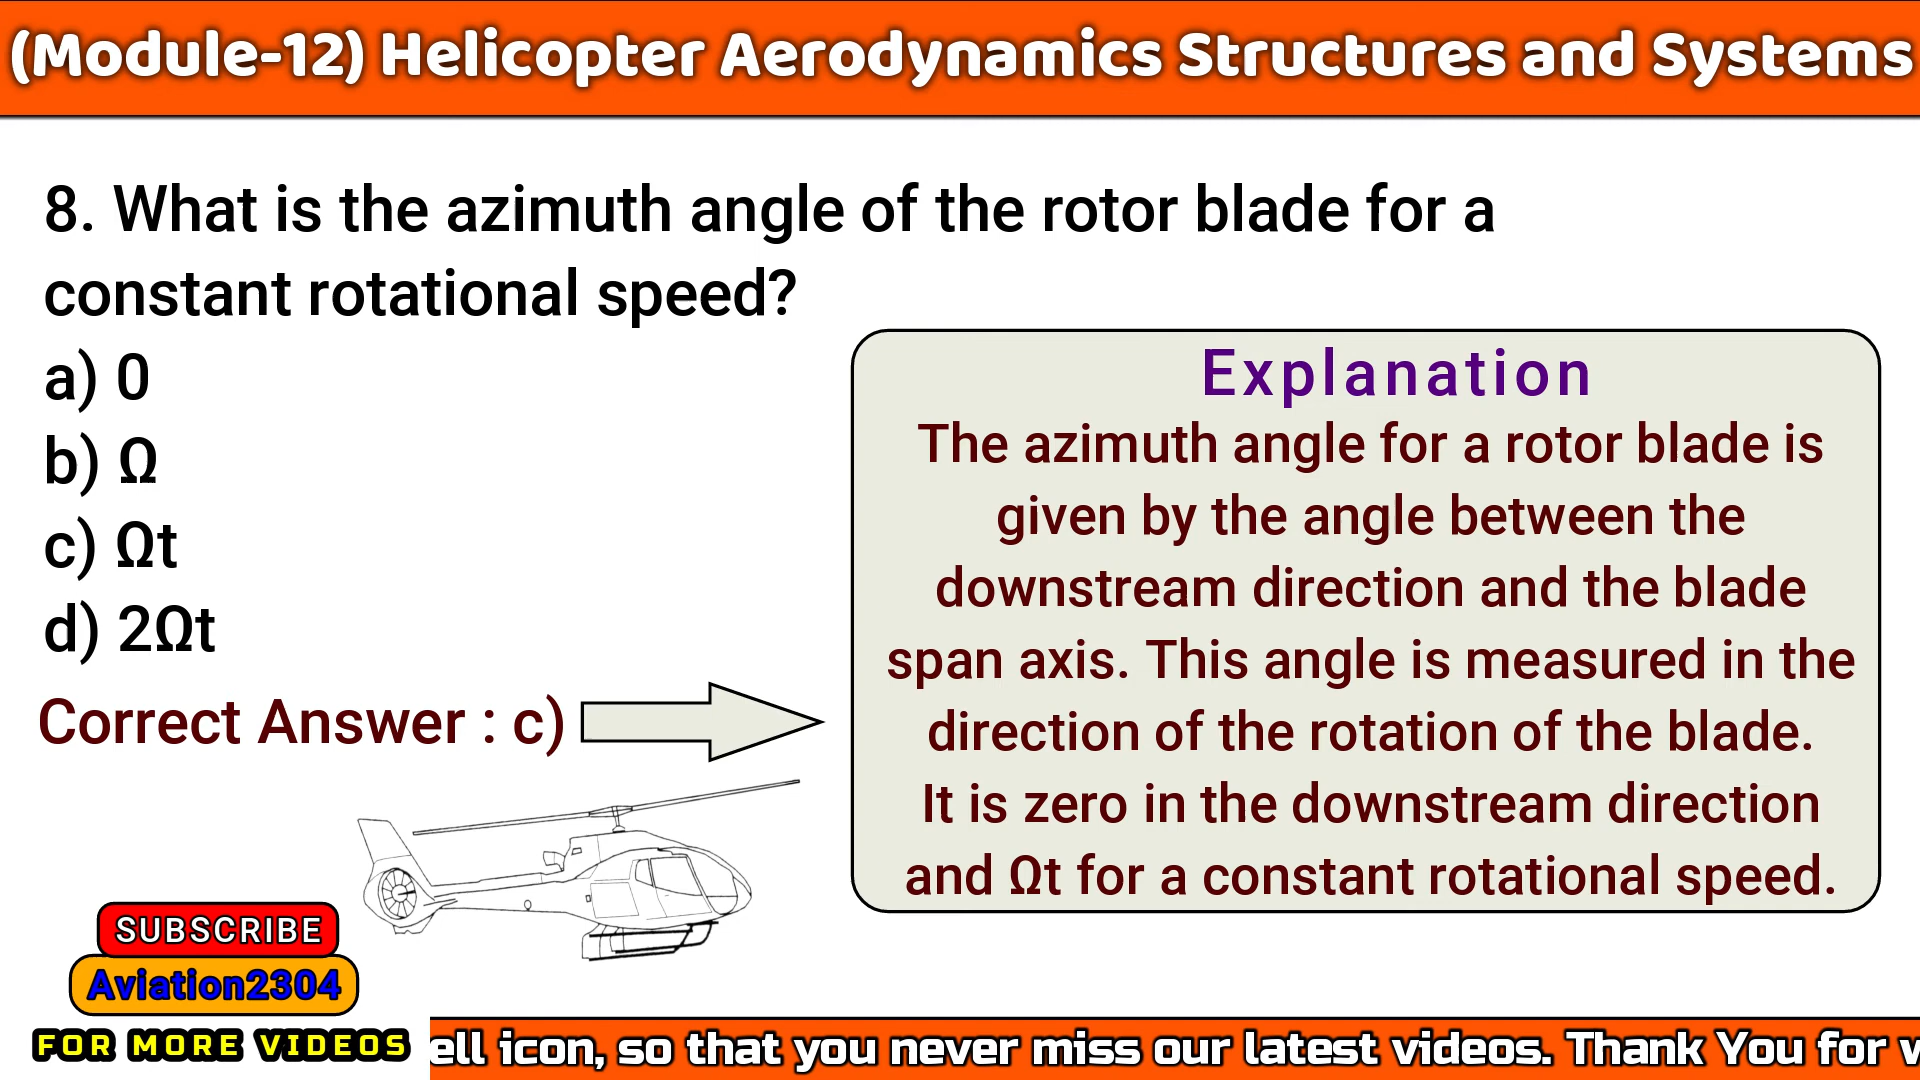 (Module-12) Helicopter Aerodynamics Structures and Systems
8. What is the azimuth angle of the rotor blade for a
constant rotational speed?
a) 0
b) Ω
c) Ωt
d) 2Ωt
Correct Answer : c)
Explanation
The azimuth angle for a rotor blade is
given by the angle between the
downstream direction and the blade
span axis. This angle is measured in the
direction of the rotation of the blade.
It is zero in the downstream direction
and Ωt for a constant rotational speed.
SUBSCRIBE
Aviation2304
FOR MORE VIDEOS
ell icon, so that you never miss our latest videos. Thank You for